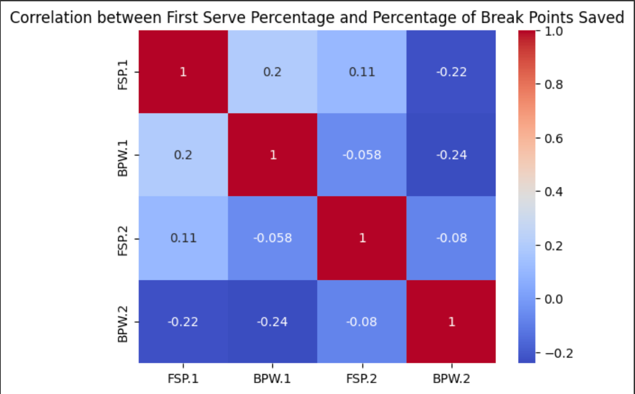 Correlation between First Serve Percentage and Percentage of Break Points Saved
FSP.1 1 0.2 0.11 -0.22
BPW.1 0.2 1 -0.058 -0.24
FSP.2 0.11 -0.058 1 -0.08
BPW.2 -0.22 -0.24 -0.08 1
FSP.1 BPW.1 FSP.2 BPW.2
1.0
0.8
0.6
0.4
0.2
0.0
−0.2